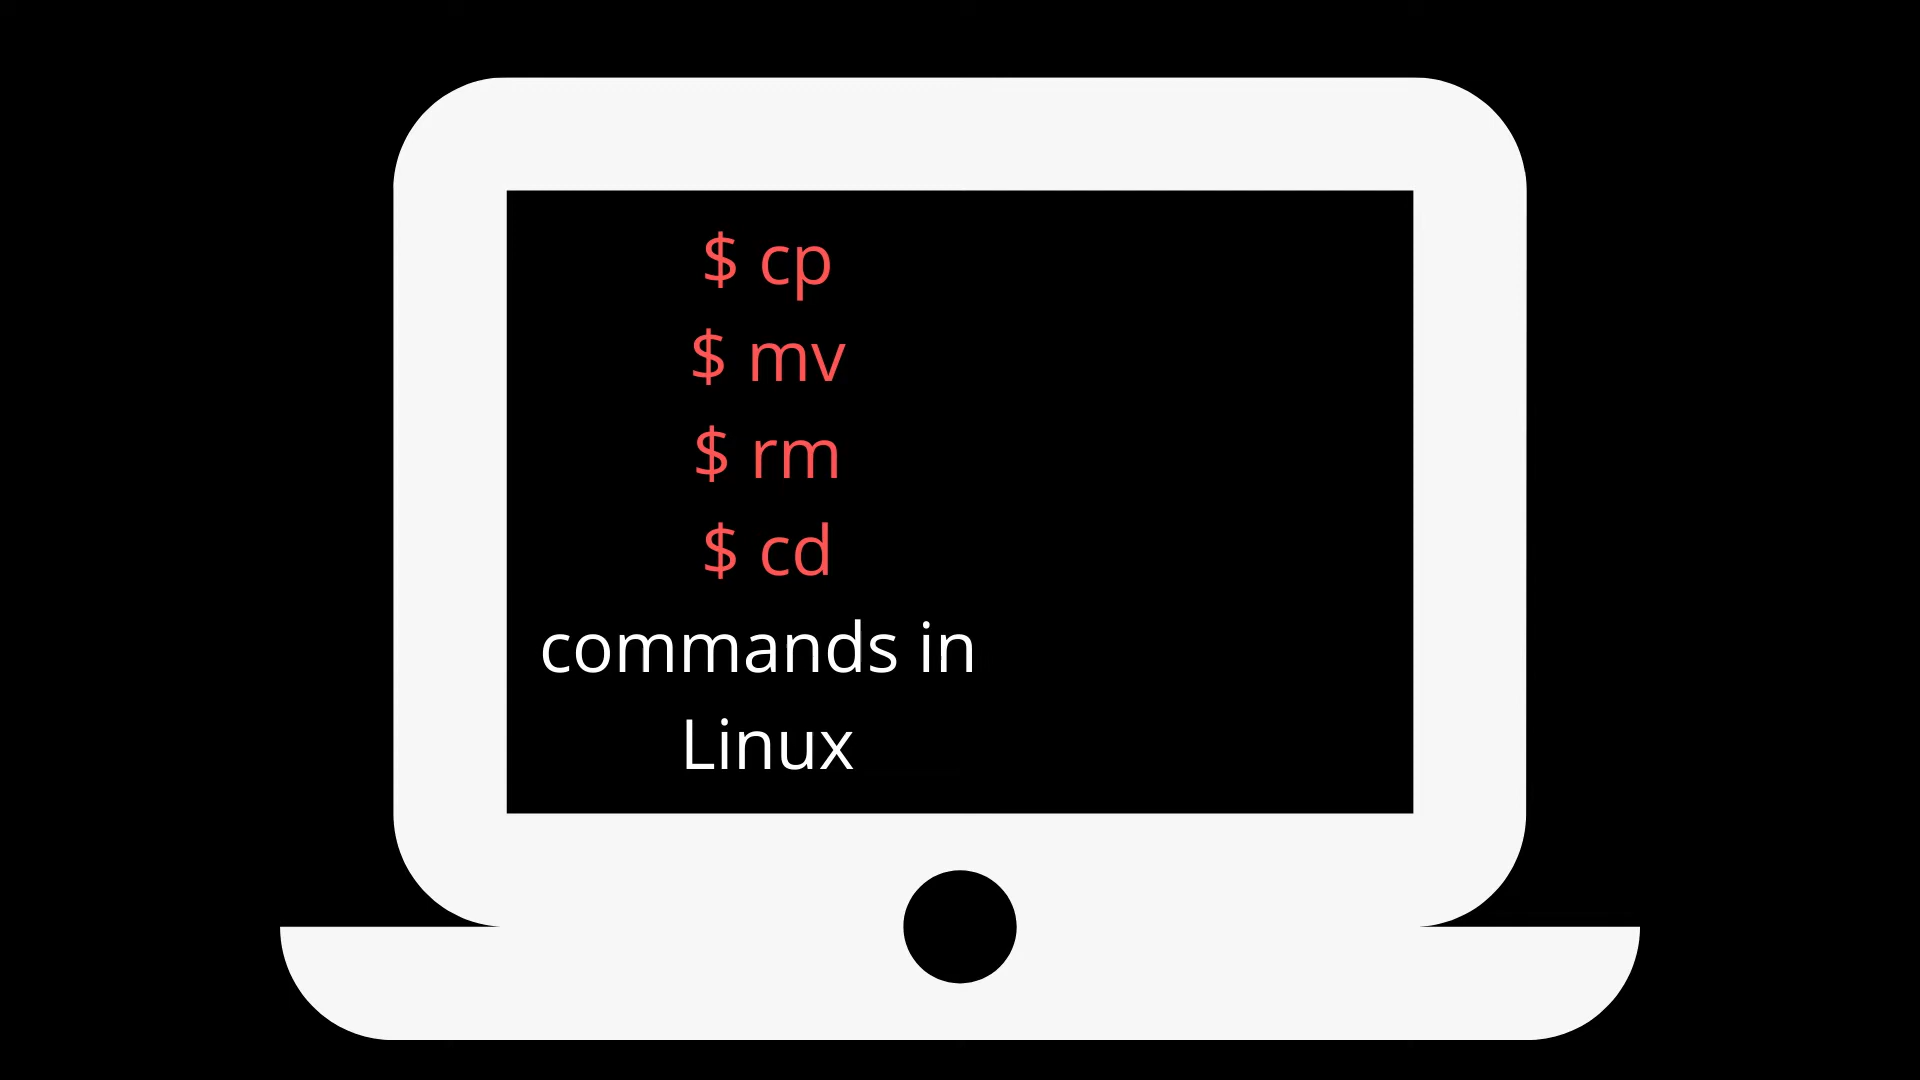 $ cp
$ mv
$ rm
$ cd
commands in
Linux